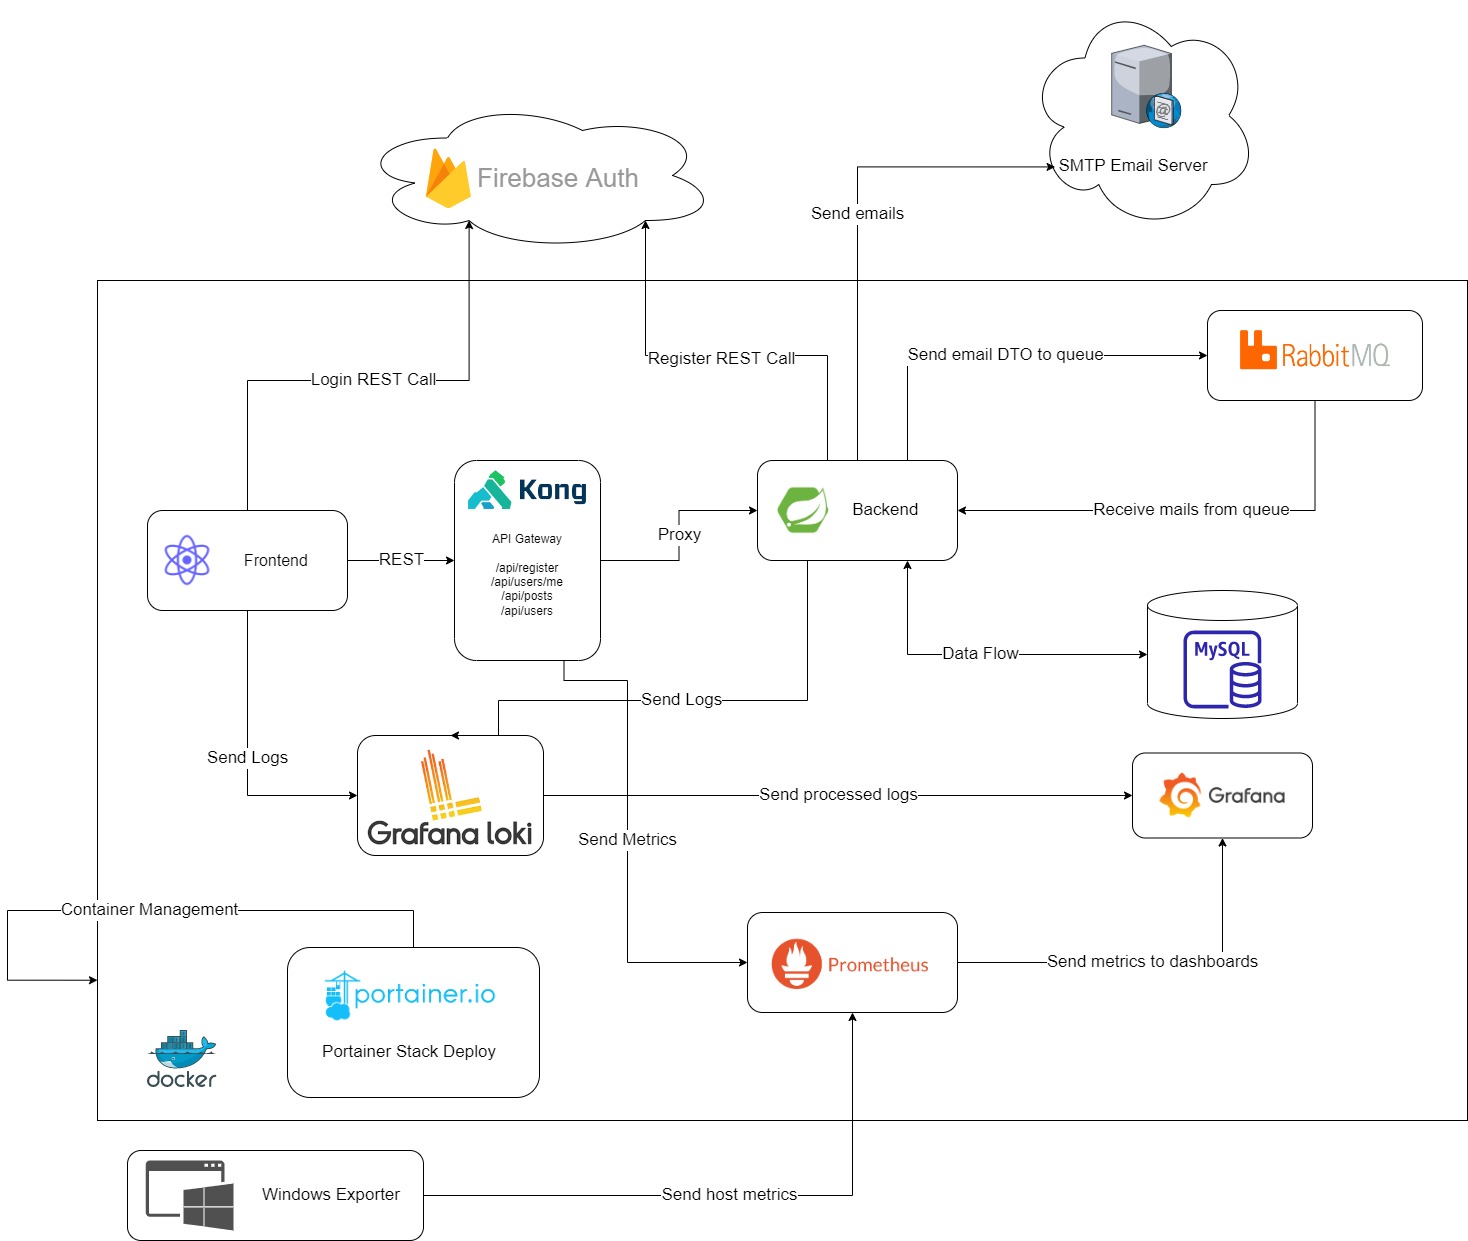 SMTP Email Server
Firebase Auth
Send emails
Register REST Call
Send email DTO to queue
RabbitMQ
Login REST Call
Kong
API Gateway
/api/register
/api/users/me
/api/posts
/api/users
Backend
Receive mails from queue
Proxy
Frontend
REST
Data Flow
MySQL
Send Logs
Send Logs
Grafana loki
Send processed logs
Grafana
Send Metrics
Container Management
Prometheus
Send metrics to dashboards
portainer.io
Portainer Stack Deploy
docker
Windows Exporter
Send host metrics